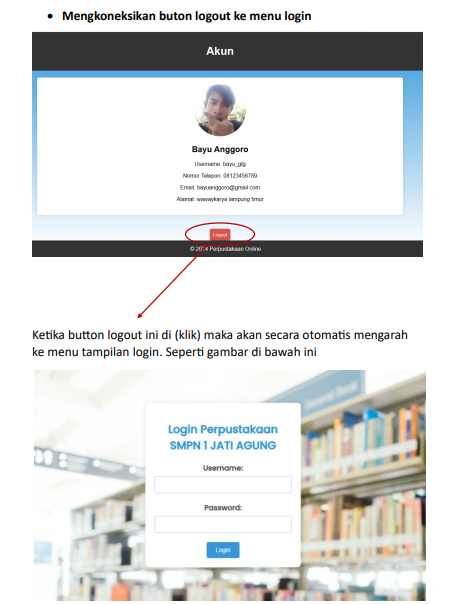 • Mengkoneksikan buton logout ke menu login
Akun
Bayu Anggoro
Username: bayu_gtg
Nomor Telepon: 08123456789
Email: bayuanggoro@gmail.com
Alamat: wawaykarya lampung timur
Logout
© 2024 Perpustakaan Online
Ketika button logout ini di (klik) maka akan secara otomatis mengarah
ke menu tampilan login. Seperti gambar di bawah ini
Login Perpustakaan
SMPN 1 JATI AGUNG
Username:
Password:
Login